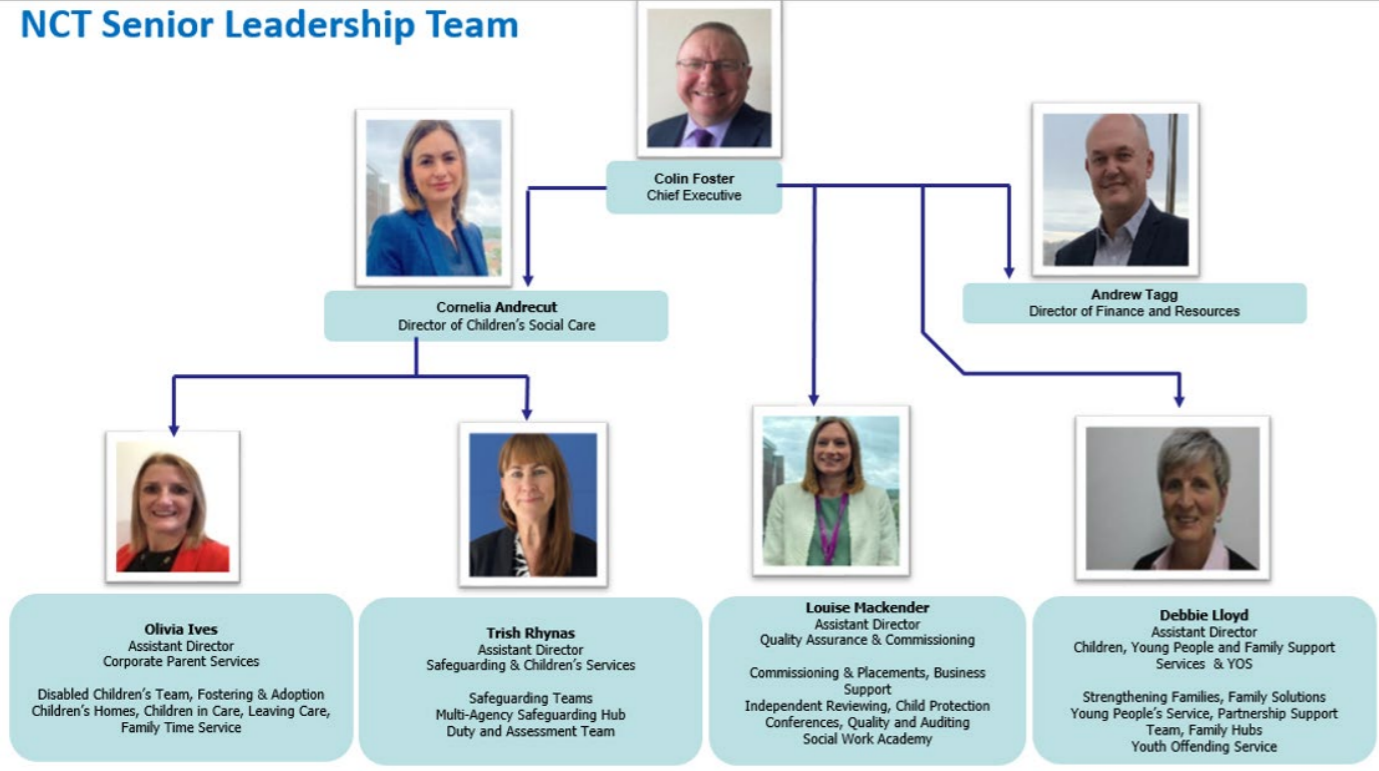 NCT Senior Leadership Team
Colin Foster
Chief Executive
Cornelia Andrecut
Director of Children's Social Care
Andrew Tagg
Director of Finance and Resources
Olivia Ives
Assistant Director
Corporate Parent Services
Disabled Children's Team, Fostering & Adoption
Children's Homes, Children in Care, Leaving Care,
Family Time Service
Trish Rhynas
Assistant Director
Safeguarding & Children's Services
Safeguarding Teams
Multi-Agency Safeguarding Hub
Duty and Assessment Team
Louise Mackender
Assistant Director
Quality Assurance & Commissioning
Commissioning & Placements, Business
Support
Independent Reviewing, Child Protection
Conferences, Quality and Auditing
Social Work Academy
Debbie Lloyd
Assistant Director
Children, Young People and Family Support
Services & YOS
Strengthening Families, Family Solutions
Young People's Service, Partnership Support
Team, Family Hubs
Youth Offending Service